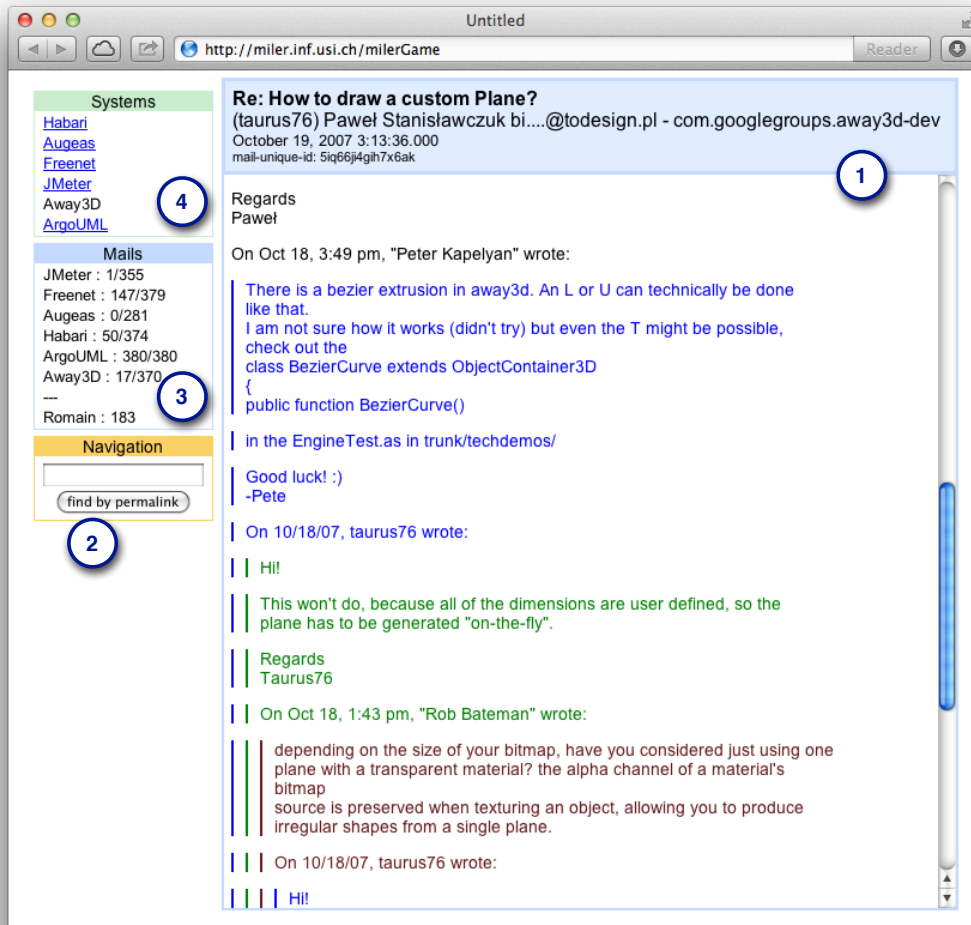 Untitled
http://miler.inf.usi.ch/milerGame
Reader
Systems
Habari
Augeas
Freenet
JMeter
Away3D
ArgoUML
4
Mails
JMeter : 1/355
Freenet : 147/379
Augeas : 0/281
Habari : 50/374
ArgoUML : 380/380
Away3D : 17/370
---
Romain : 183
3
Navigation
find by permalink
2
Re: How to draw a custom Plane?
(taurus76) Paweł Stanisławczuk bi....@todesign.pl - com.googlegroups.away3d-dev
October 19, 2007 3:13:36.000
mail-unique-id: 5iq66ji4gih7x6ak
1
Regards
Paweł
On Oct 18, 3:49 pm, "Peter Kapelyan" wrote:
There is a bezier extrusion in away3d. An L or U can technically be done
like that.
I am not sure how it works (didn't try) but even the T might be possible,
check out the
class BezierCurve extends ObjectContainer3D
{
public function BezierCurve()
in the EngineTest.as in trunk/techdemos/
Good luck! :)
-Pete
On 10/18/07, taurus76 wrote:
Hi!
This won't do, because all of the dimensions are user defined, so the
plane has to be generated "on-the-fly".
Regards
Taurus76
On Oct 18, 1:43 pm, "Rob Bateman" wrote:
depending on the size of your bitmap, have you considered just using one
plane with a transparent material? the alpha channel of a material's
bitmap
source is preserved when texturing an object, allowing you to produce
irregular shapes from a single plane.
On 10/18/07, taurus76 wrote:
Hi!